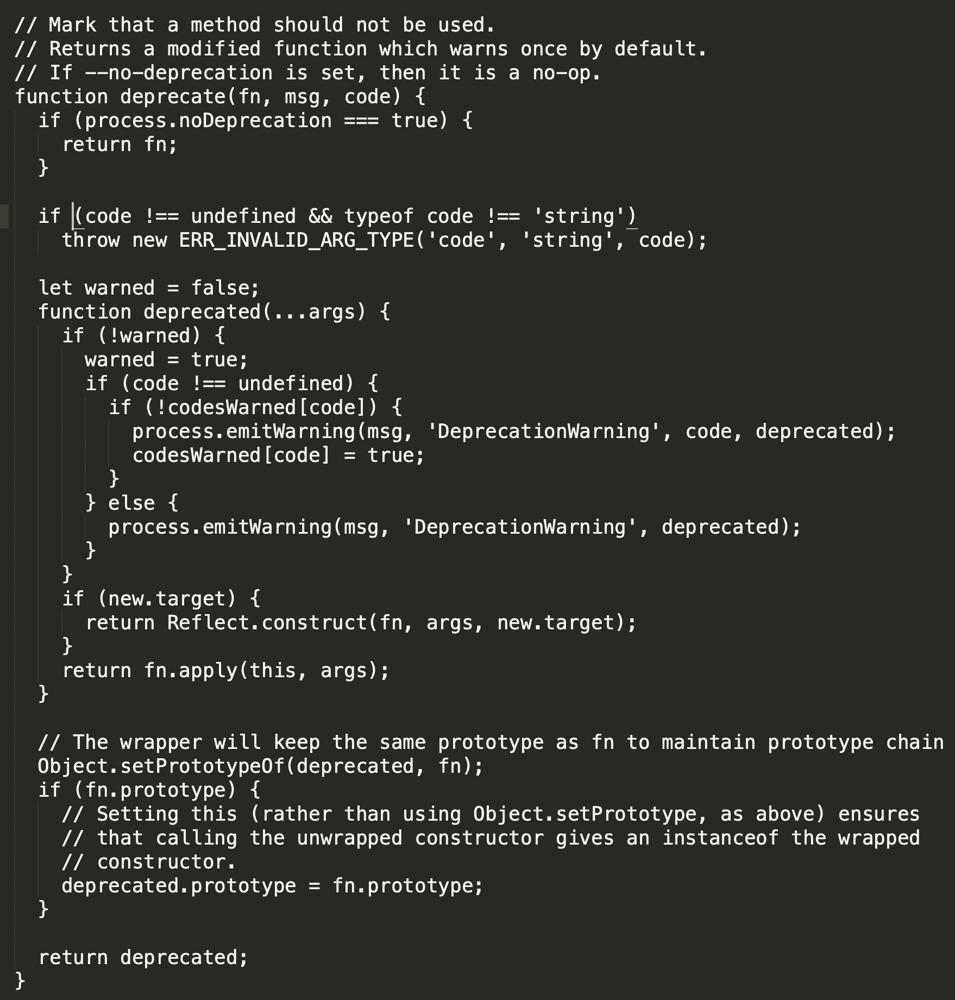 // Mark that a method should not be used.
// Returns a modified function which warns once by default.
// If --no-deprecation is set, then it is a no-op.
function deprecate(fn, msg, code) {
  if (process.noDeprecation === true) {
    return fn;
  }

  if (code !== undefined && typeof code !== 'string')
    throw new ERR_INVALID_ARG_TYPE('code', 'string', code);

  let warned = false;
  function deprecated(...args) {
    if (!warned) {
      warned = true;
      if (code !== undefined) {
        if (!codesWarned[code]) {
          process.emitWarning(msg, 'DeprecationWarning', code, deprecated);
          codesWarned[code] = true;
        }
      } else {
        process.emitWarning(msg, 'DeprecationWarning', deprecated);
      }
    }
    if (new.target) {
      return Reflect.construct(fn, args, new.target);
    }
    return fn.apply(this, args);
  }

  // The wrapper will keep the same prototype as fn to maintain prototype chain
  Object.setPrototypeOf(deprecated, fn);
  if (fn.prototype) {
    // Setting this (rather than using Object.setPrototype, as above) ensures
    // that calling the unwrapped constructor gives an instanceof the wrapped
    // constructor.
    deprecated.prototype = fn.prototype;
  }

  return deprecated;
}